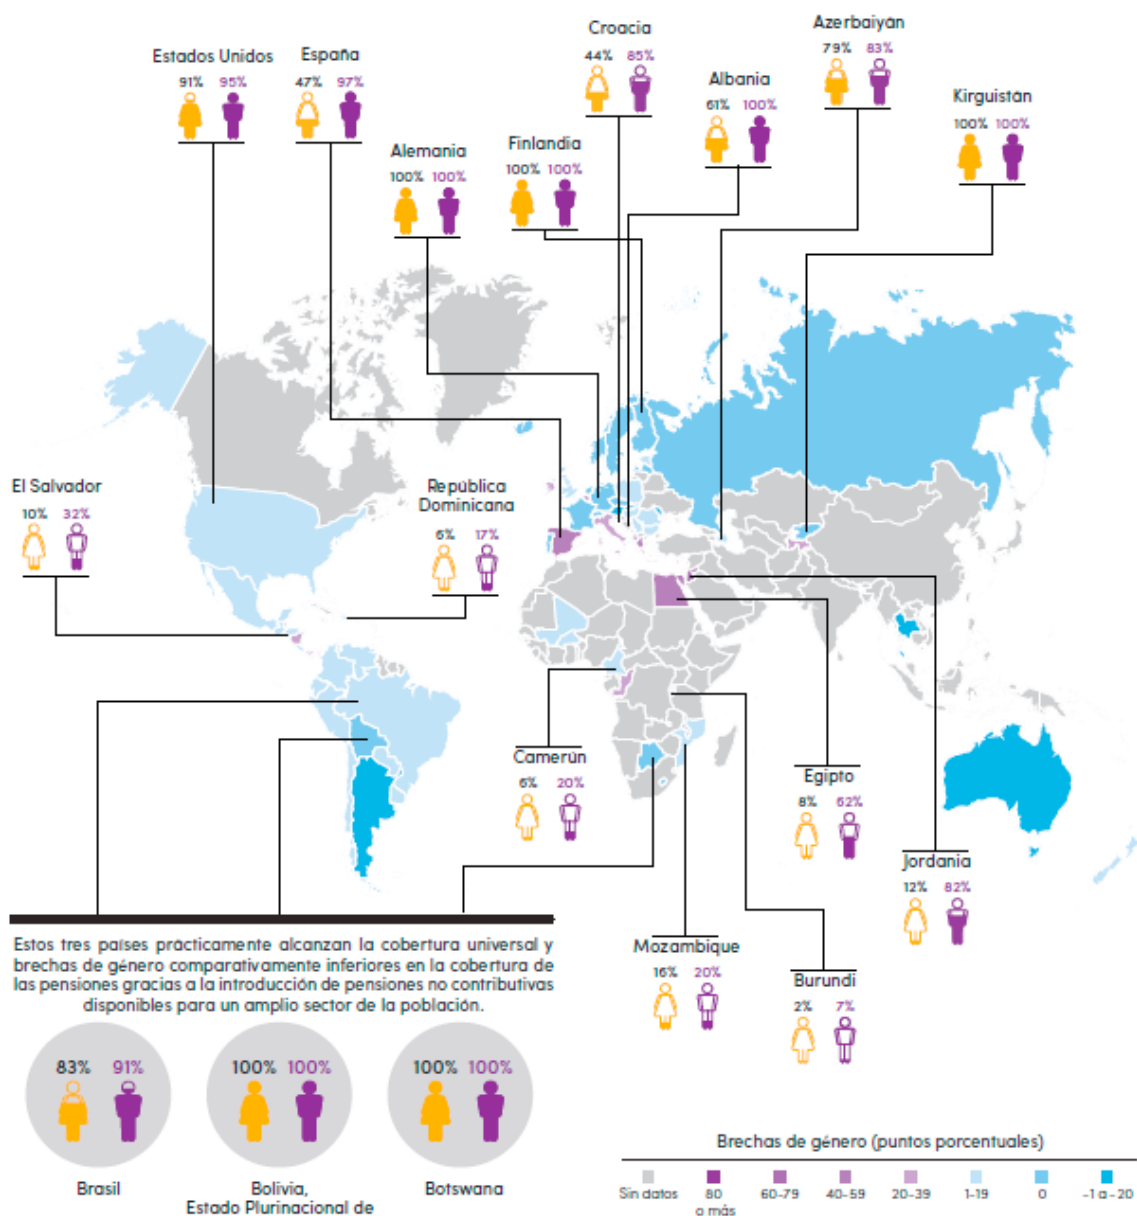 Estados Unidos
91% 95%
España
47% 97%
Croacia
44% 85%
Azerbaiyán
79% 83%
Albania
61% 100%
Kirguistán
100% 100%
Alemania
100% 100%
Finlandia
100% 100%
El Salvador
10% 32%
República
Dominicana
6% 17%
Camerún
6% 20%
Egipto
8% 62%
Jordania
12% 82%
Mozambique
16% 20%
Burundi
2% 7%
Estos tres países prácticamente alcanzan la cobertura universal y
brechas de género comparativamente inferiores en la cobertura de
las pensiones gracias a la introducción de pensiones no contributivas
disponibles para un amplio sector de la población.
83% 91%
Brasil
100% 100%
Bolivia,
Estado Plurinacional de
100% 100%
Botswana
Brechas de género (puntos porcentuales)
Sin datos
80
o más
60-79
40-59
20-39
1-19
0
-1 a -20